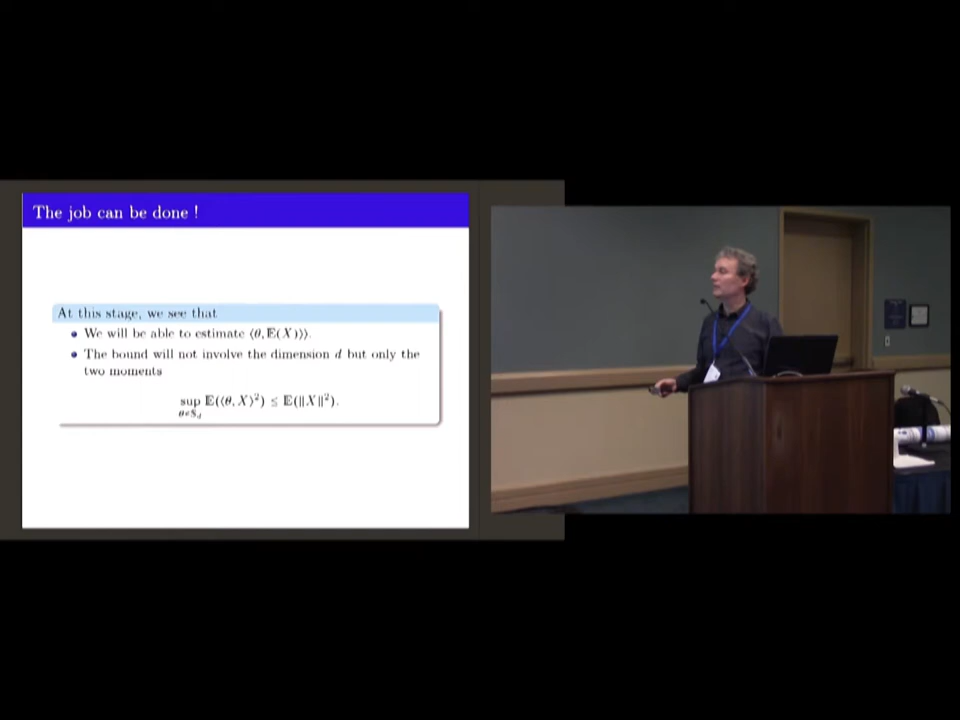 The job can be done !
At this stage, we see that
We will be able to estimate ⟨θ, 𝔼(X)⟩⟩.
The bound will not involve the dimension d but only the
two moments
sup 𝔼(⟨θ, X⟩²) ≤ 𝔼(‖X‖²).
θ∈𝕊_d